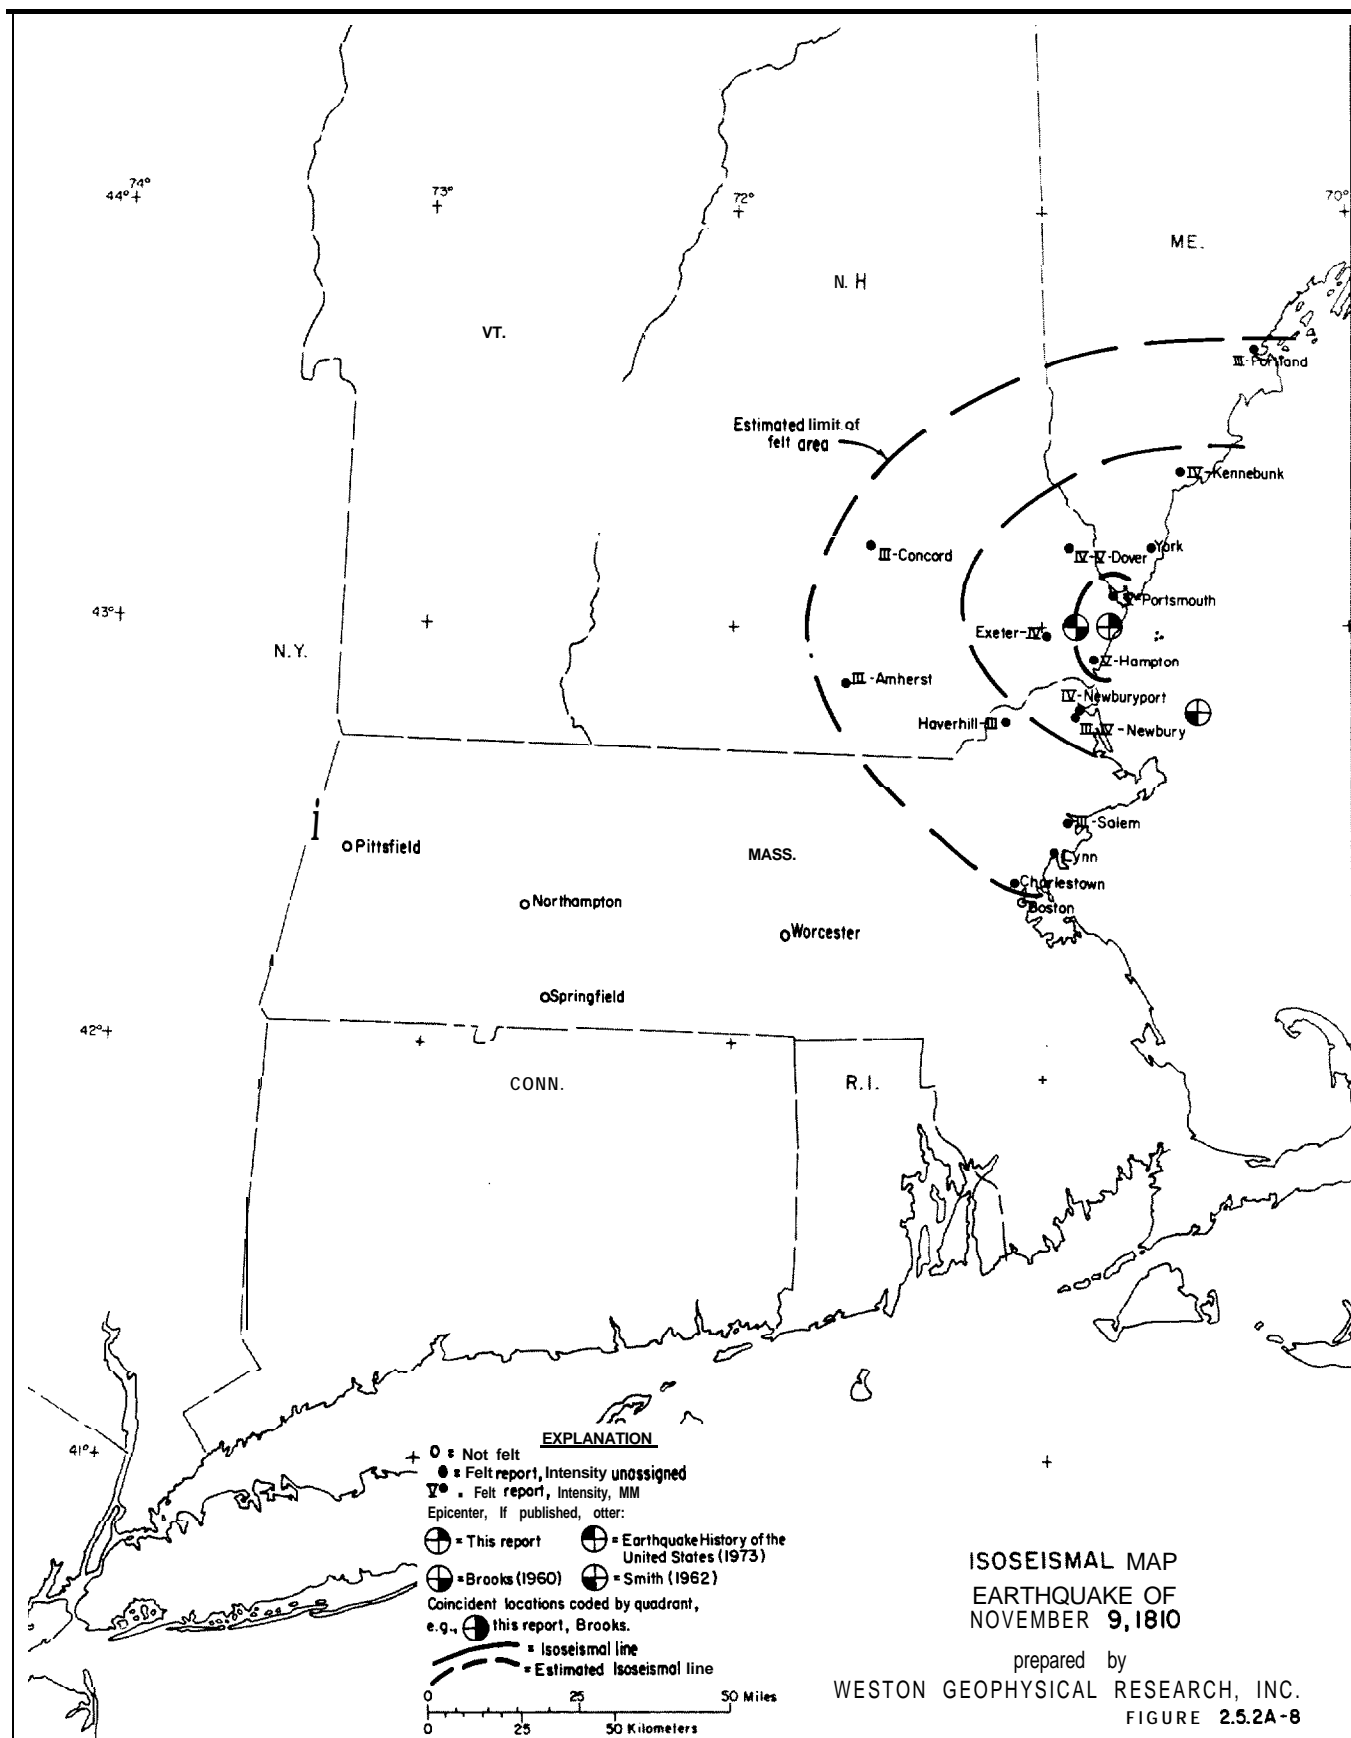 74°
44°
73°
72°
70°
ME.
N. H
VT.
III-Portland
Estimated limit of
felt area
IV-Kennebunk
III-Concord
IV-V-Dover
York
43°
V-Portsmouth
Exeter-IV
N.Y.
V-Hampton
III-Amherst
IV-Newburyport
Haverhill-III
III-IV-Newbury
i
III-Salem
Pittsfield
MASS.
Lynn
Charlestown
Northampton
Boston
Worcester
Springfield
42°
CONN.
R.I.
41°
EXPLANATION
O = Not felt
● = Felt report, Intensity unassigned
V● . Felt report, Intensity, MM
Epicenter, If published, otter:
= This report
= Earthquake History of the
United States (1973)
= Brooks (1960)
= Smith (1962)
Coincident locations coded by quadrant,
e.g., this report, Brooks.
= Isoseismal line
= Estimated Isoseismal line
0 25 50 Miles
0 25 50 Kilometers
ISOSEISMAL MAP
EARTHQUAKE OF
NOVEMBER 9, 1810
prepared by
WESTON GEOPHYSICAL RESEARCH, INC.
FIGURE 2.5.2A-8